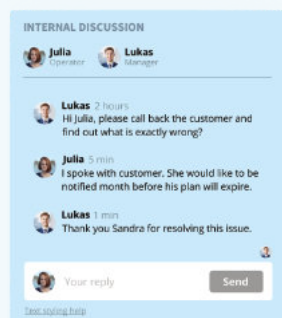 INTERNAL DISCUSSION
Julia
Operator
Lukas
Manager
Lukas 2 hours
Hi Julia, please call back the customer and
find out what is exactly wrong?
Julia 5 min
I spoke with customer. She would like to be
notified month before his plan will expire.
Lukas 1 min
Thank you Sandra for resolving this issue.
Your reply
Send
Text styling help